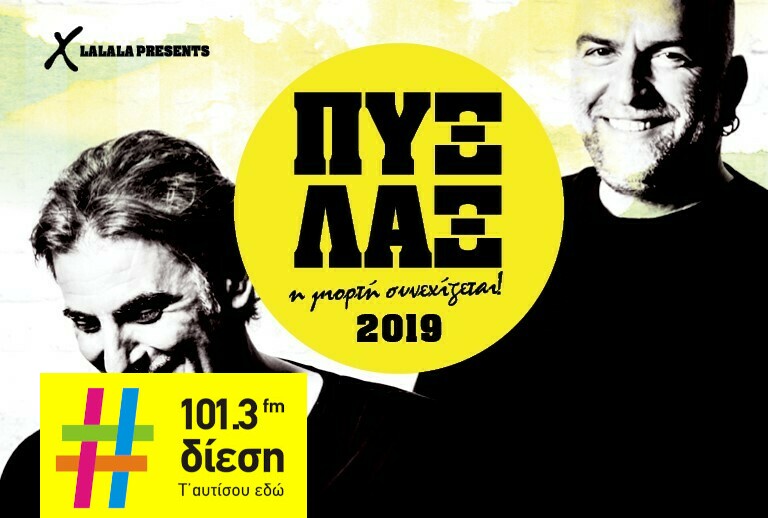 X LALALA PRESENTS
ΠΥΞ
ΛΑΞ
η γιορτή συνεχίζεται!
2019
101.3 fm
δίεση
Τ'αυτίσου εδώ